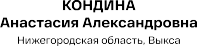 КОНДИНА
Анастасия Александровна
Нижегородская область, Выкса